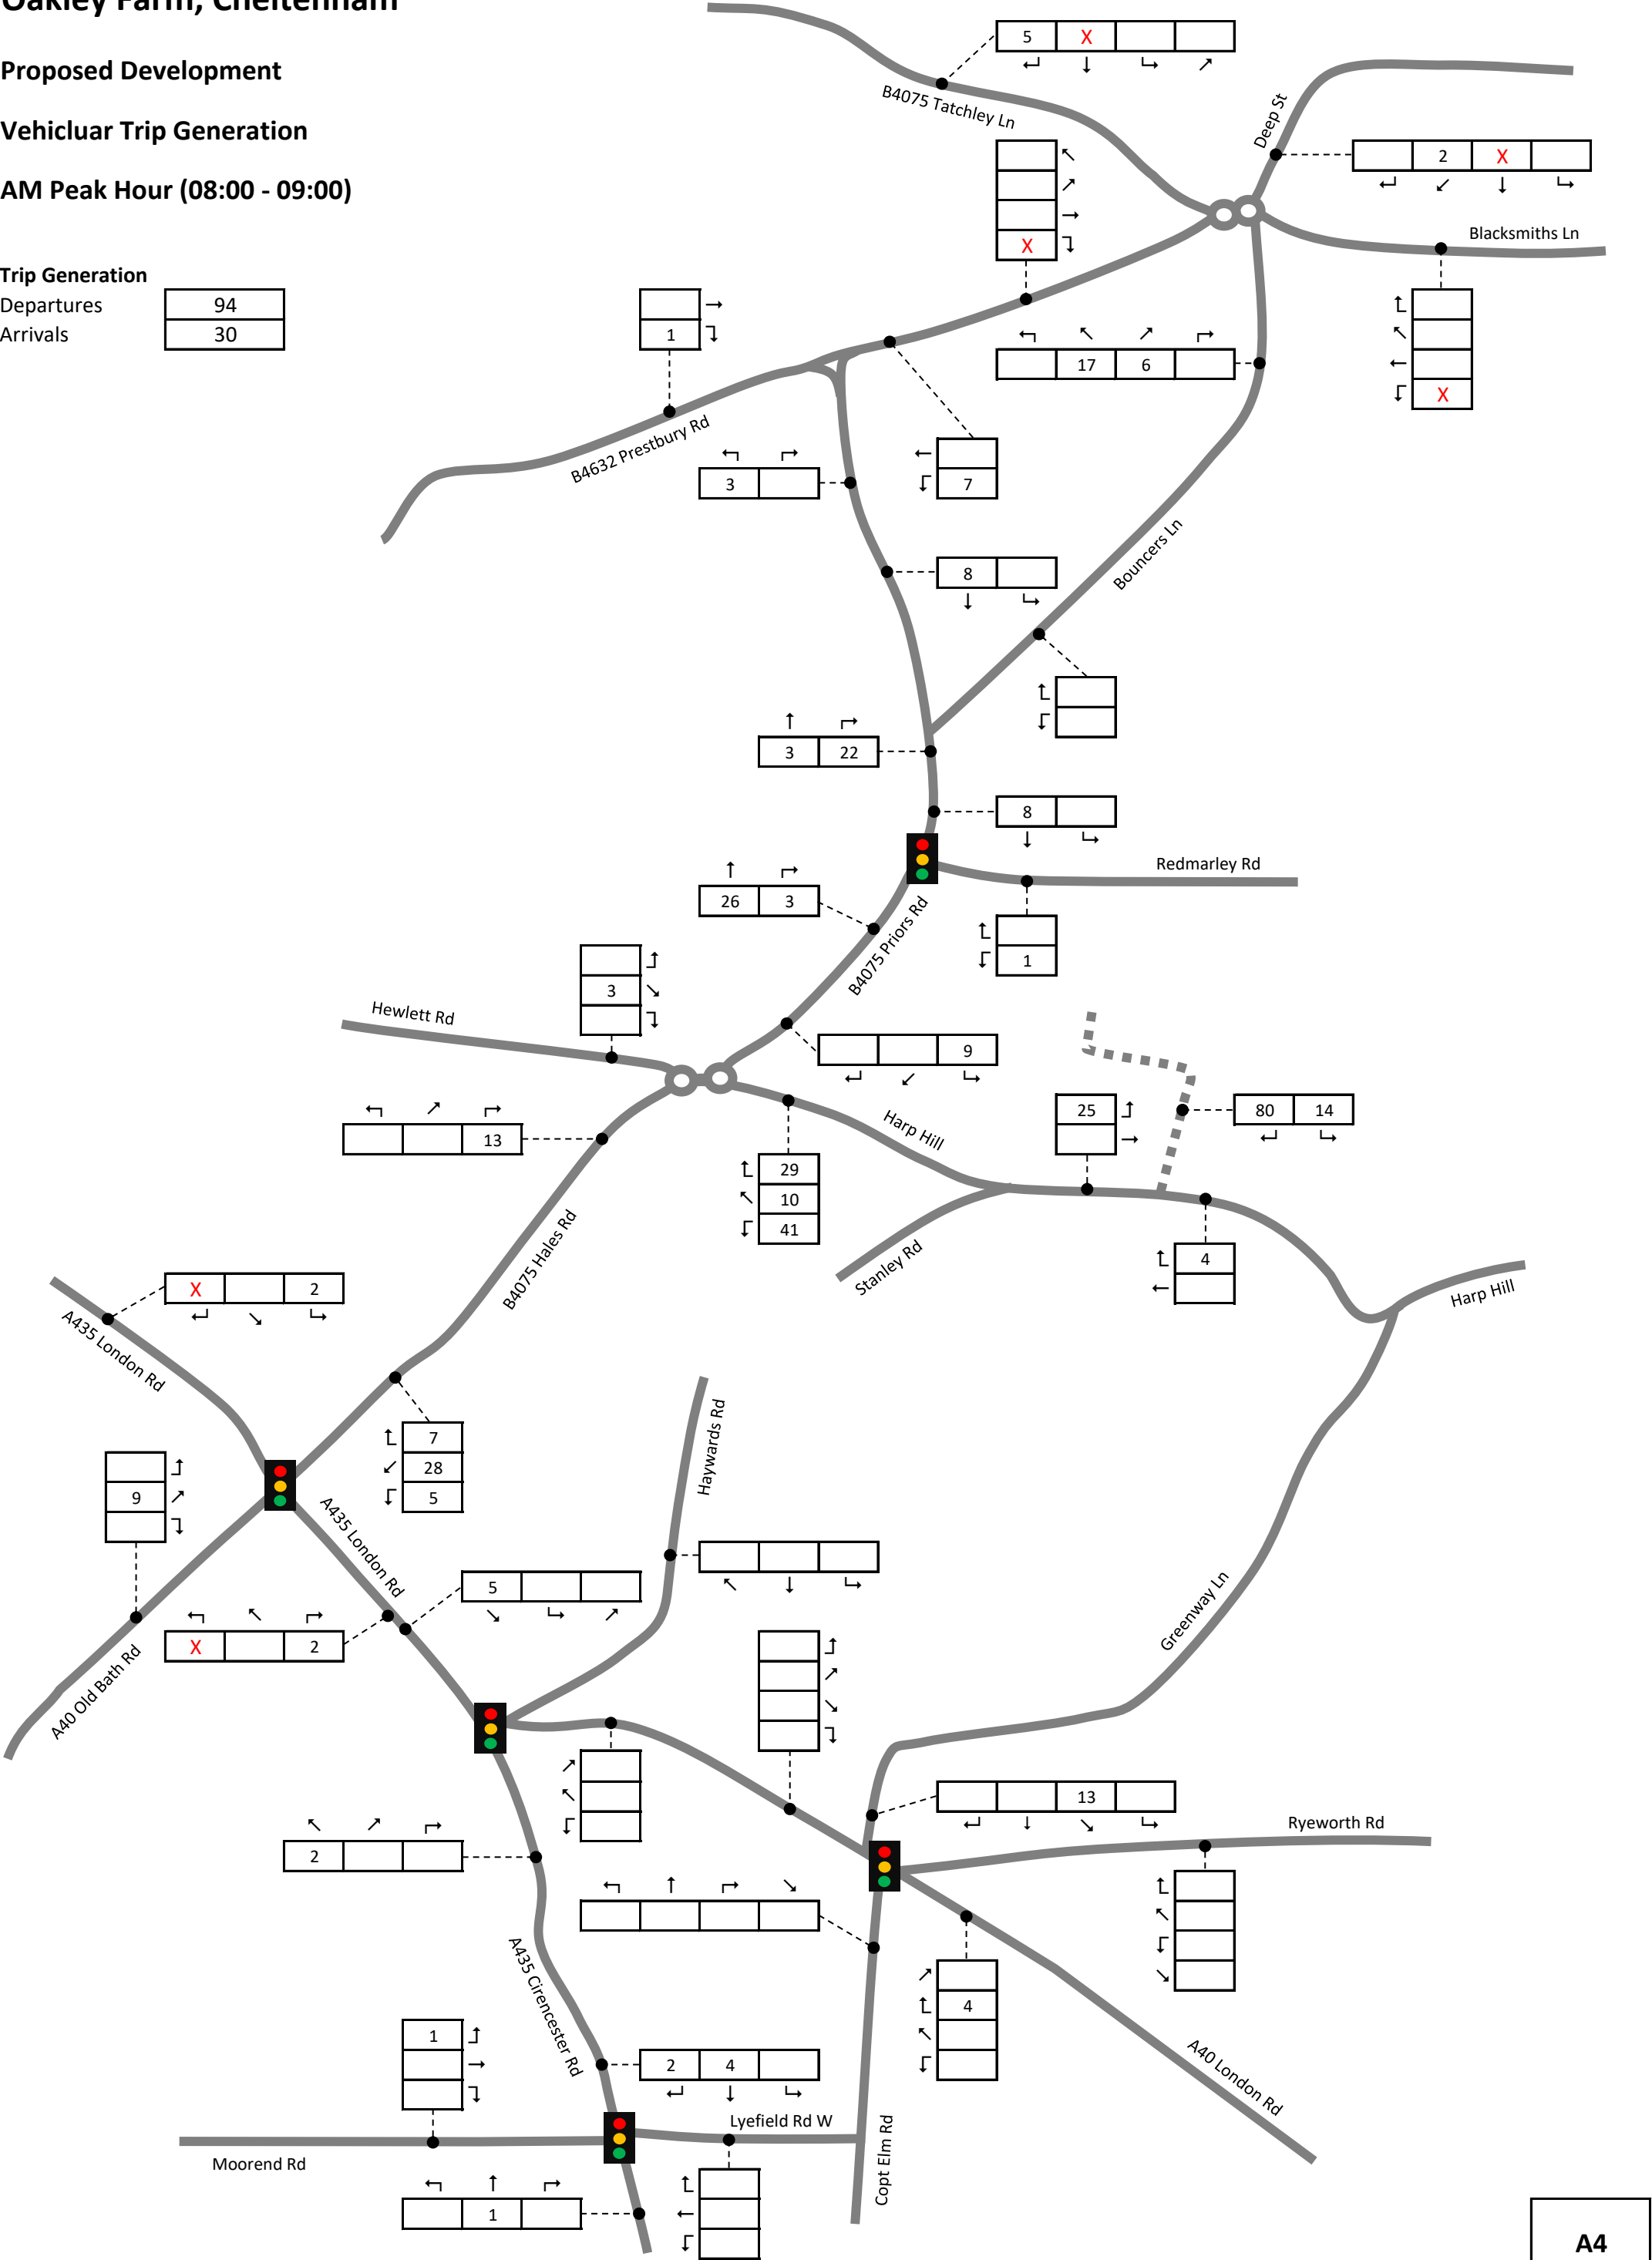 Oakley Farm, Cheltenham
Proposed Development
Vehicluar Trip Generation
AM Peak Hour (08:00 - 09:00)
Trip Generation
Departures 94
Arrivals 30
5 X
B4075 Tatchley Ln
Deep St
2 X
X
Blacksmiths Ln
X
1
17 6
B4632 Prestbury Rd
7
3
8
Bouncers Ln
3 22
8
Redmarley Rd
26 3
1
B4075 Priors Rd
3
Hewlett Rd
9
13
Harp Hill
25
80 14
29
10
41
4
B4075 Hales Rd
Stanley Rd
Harp Hill
X 2
A435 London Rd
7
28
5
Haywards Rd
9
A435 London Rd
5
X 2
A40 Old Bath Rd
Greenway Ln
13
Ryeworth Rd
2
4
A435 Cirencester Rd
1
2 4
A40 London Rd
Lyefield Rd W
Moorend Rd
Copt Elm Rd
1
A4